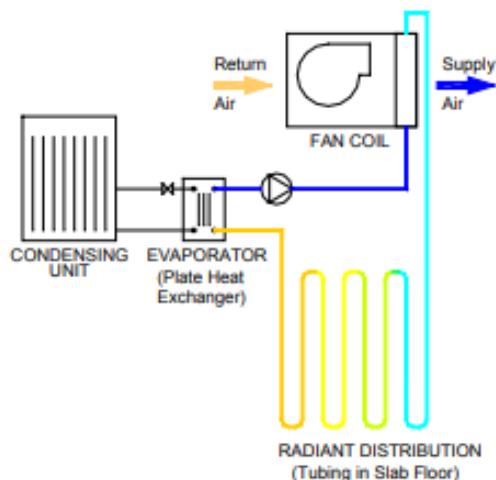 Return
Air
Supply
Air
FAN COIL
CONDENSING
UNIT
EVAPORATOR
(Plate Heat
Exchanger)
RADIANT DISTRIBUTION
(Tubing in Slab Floor)